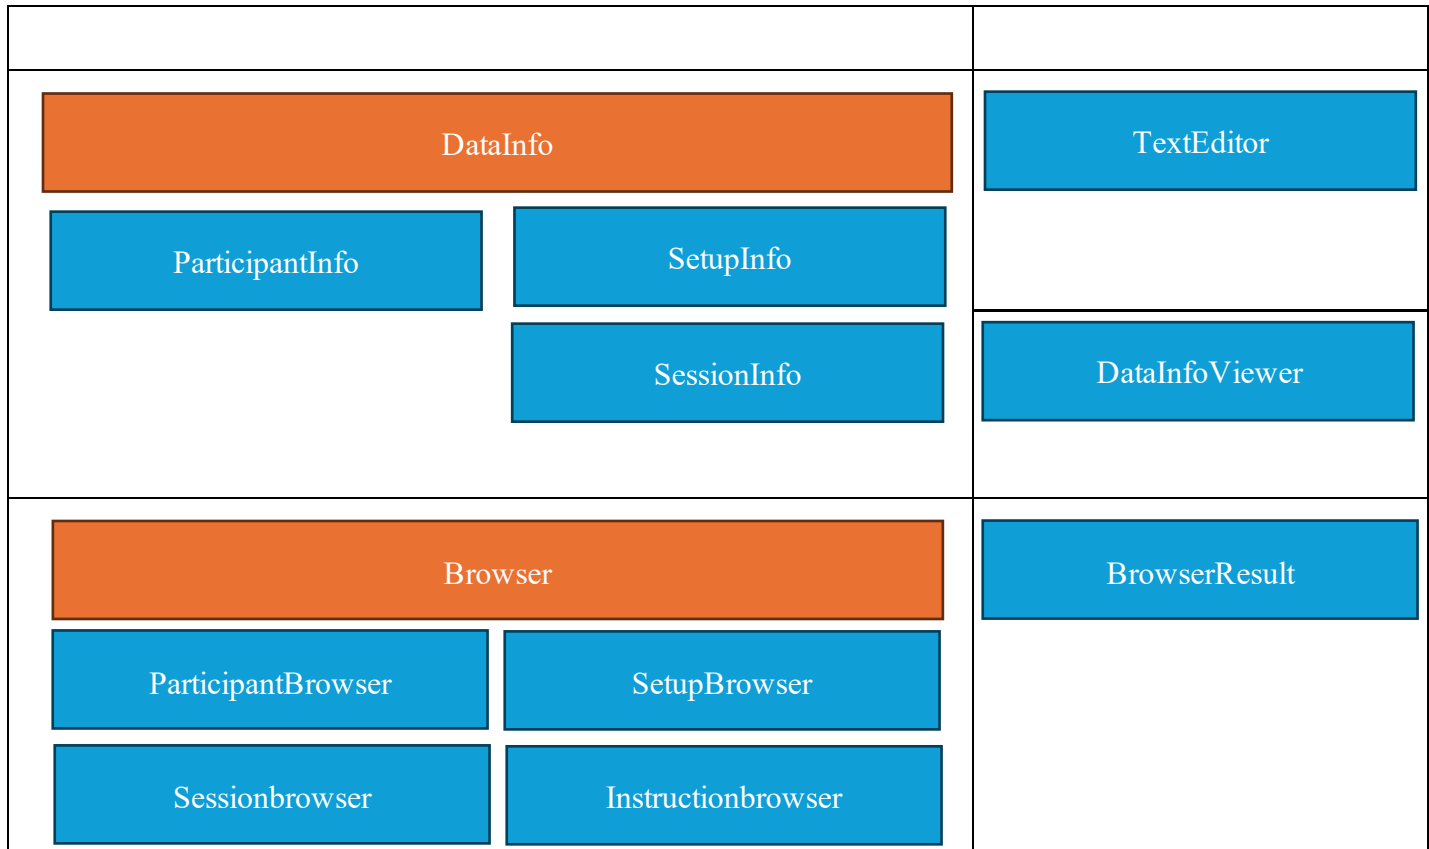 DataInfo
TextEditor
ParticipantInfo
SetupInfo
SessionInfo
DataInfoViewer
Browser
BrowserResult
ParticipantBrowser
SetupBrowser
Sessionbrowser
Instructionbrowser